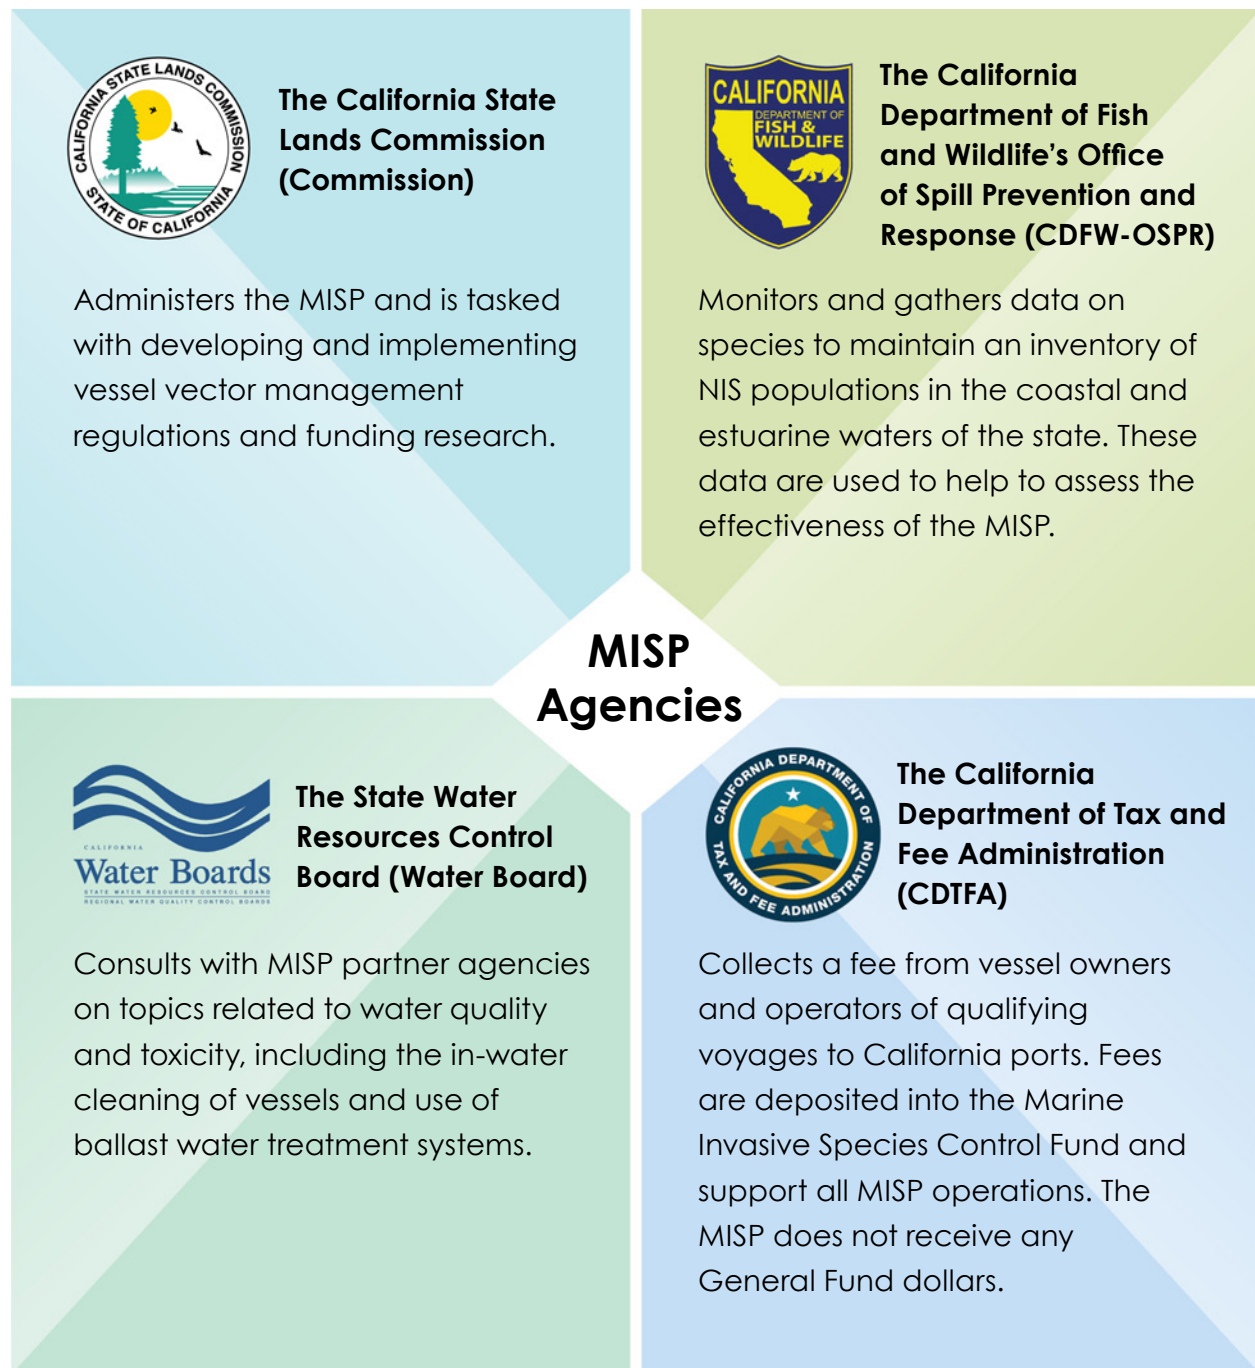 CALIFORNIA STATE LANDS COMMISSION
STATE OF CALIFORNIA
The California State
Lands Commission
(Commission)
Administers the MISP and is tasked
with developing and implementing
vessel vector management
regulations and funding research.
CALIFORNIA
DEPARTMENT OF
FISH &
WILDLIFE
The California
Department of Fish
and Wildlife’s Office
of Spill Prevention and
Response (CDFW-OSPR)
Monitors and gathers data on
species to maintain an inventory of
NIS populations in the coastal and
estuarine waters of the state. These
data are used to help to assess the
effectiveness of the MISP.
MISP
Agencies
CALIFORNIA
Water Boards
STATE WATER RESOURCES CONTROL BOARD
REGIONAL WATER QUALITY CONTROL BOARDS
The State Water
Resources Control
Board (Water Board)
Consults with MISP partner agencies
on topics related to water quality
and toxicity, including the in-water
cleaning of vessels and use of
ballast water treatment systems.
CALIFORNIA DEPARTMENT OF
TAX AND FEE ADMINISTRATION
The California
Department of Tax and
Fee Administration
(CDTFA)
Collects a fee from vessel owners
and operators of qualifying
voyages to California ports. Fees
are deposited into the Marine
Invasive Species Control Fund and
support all MISP operations. The
MISP does not receive any
General Fund dollars.